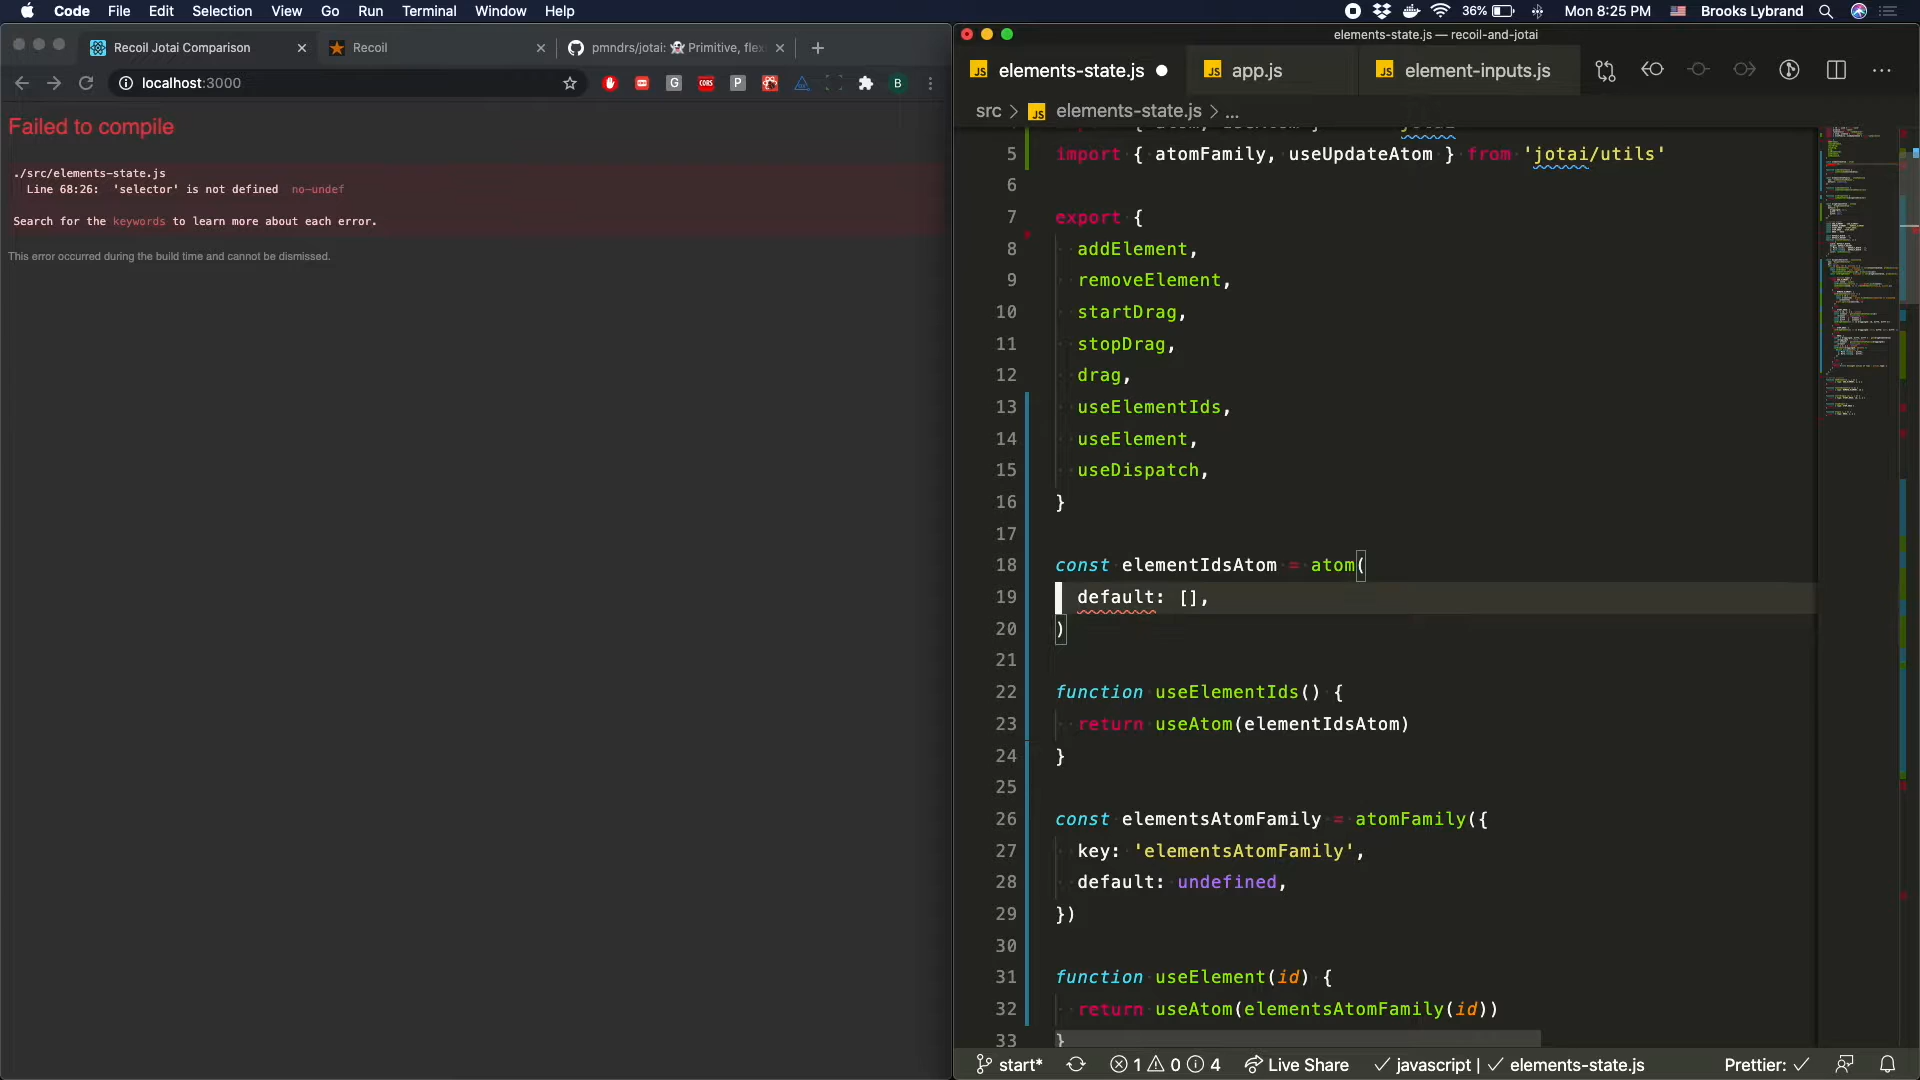 Code File Edit Selection View Go Run Terminal Window Help
36% Mon 8:25 PM Brooks Lybrand
Recoil Jotai Comparison
Recoil
pmndrs/jotai: 👻 Primitive, flex
localhost:3000
Failed to compile
./src/elements-state.js
Line 68:26: 'selector' is not defined no-undef
Search for the keywords to learn more about each error.
This error occurred during the build time and cannot be dismissed.
elements-state.js — recoil-and-jotai
JS elements-state.js
JS app.js
JS element-inputs.js
src > JS elements-state.js > ...
5 import { atomFamily, useUpdateAtom } from 'jotai/utils'
6
7 export {
8 addElement,
9 removeElement,
10 startDrag,
11 stopDrag,
12 drag,
13 useElementIds,
14 useElement,
15 useDispatch,
16 }
17
18 const elementIdsAtom = atom(
19 default: [],
20 )
21
22 function useElementIds() {
23 return useAtom(elementIdsAtom)
24 }
25
26 const elementsAtomFamily = atomFamily({
27 key: 'elementsAtomFamily',
28 default: undefined,
29 })
30
31 function useElement(id) {
32 return useAtom(elementsAtomFamily(id))
33 }
start* 1 0 4 Live Share ✓ javascript | ✓ elements-state.js Prettier: ✓